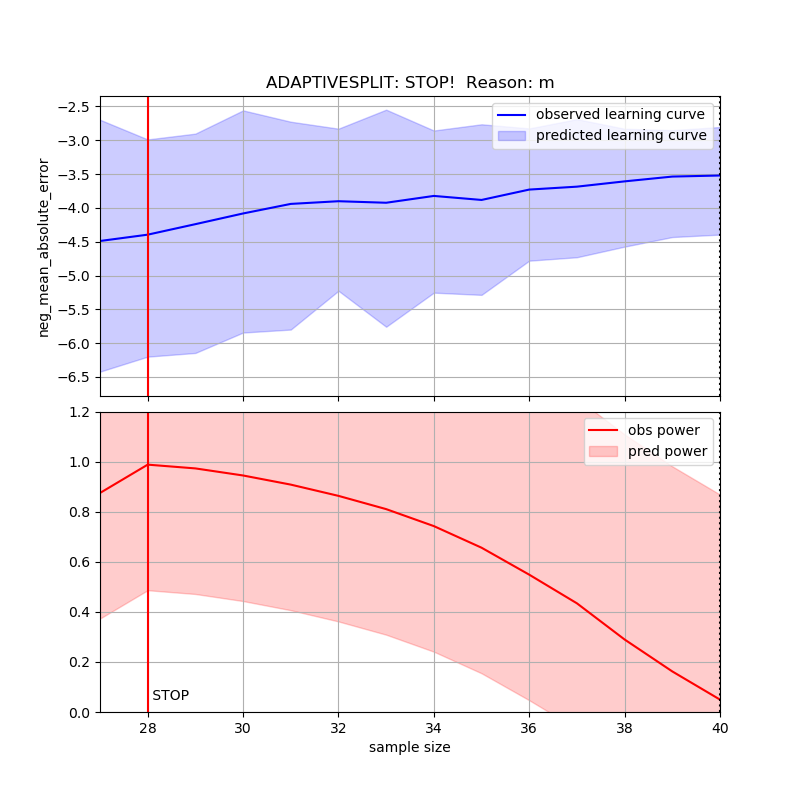 ADAPTIVESPLIT: STOP!  Reason: m
observed learning curve
predicted learning curve
−2.5
−3.0
−3.5
−4.0
−4.5
−5.0
−5.5
−6.0
−6.5
neg_mean_absolute_error
obs power
pred power
1.2
1.0
0.8
0.6
0.4
0.2
0.0
STOP
28 30 32 34 36 38 40
sample size